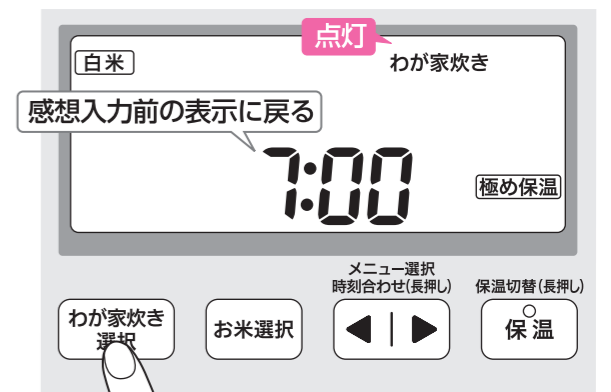 点灯
白米
わが家炊き
感想入力前の表示に戻る
7:00
極め保温
メニュー選択
時刻合わせ(長押し)
保温切替(長押し)
わが家炊き
選択
お米選択
保温